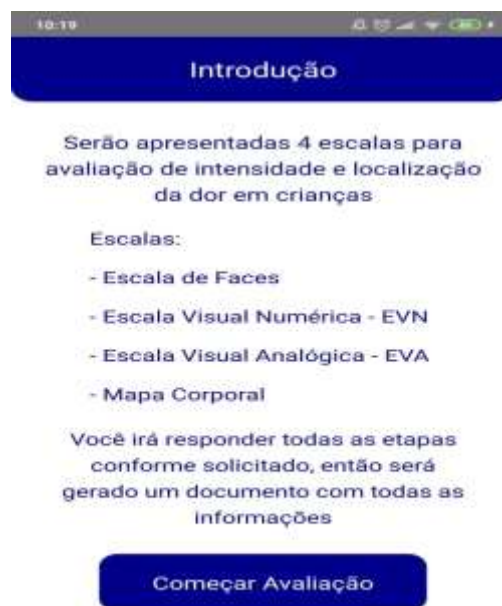 10:19
Introdução
Serão apresentadas 4 escalas para
avaliação de intensidade e localização
da dor em crianças
Escalas:
- Escala de Faces
- Escala Visual Numérica - EVN
- Escala Visual Analógica - EVA
- Mapa Corporal
Você irá responder todas as etapas
conforme solicitado, então será
gerado um documento com todas as
informações
Começar Avaliação